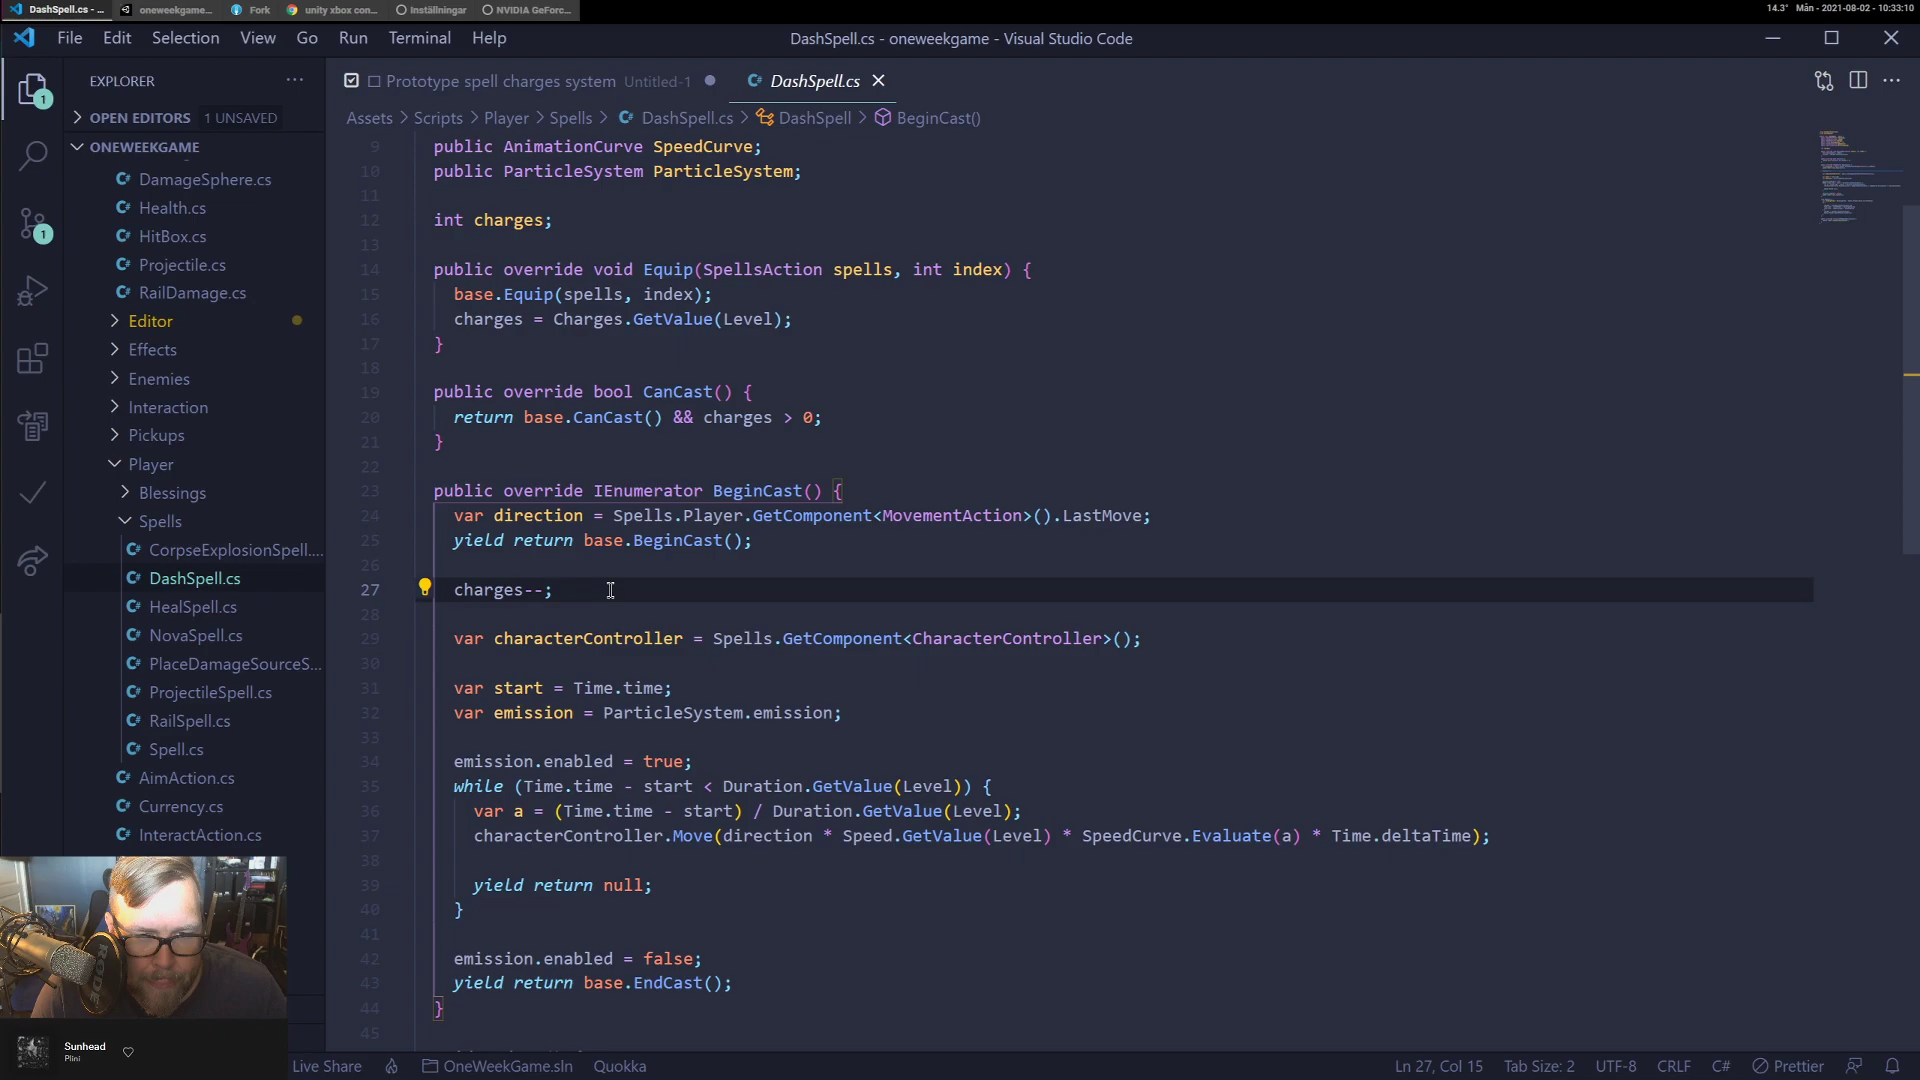 DashSpell.cs - ...
oneweekgame...
Fork
unity xbox con...
Inställningar
NVIDIA GeForc...
14.3° Mån - 2021-08-02 - 10:33:10
File Edit Selection View Go Run Terminal Help
DashSpell.cs - oneweekgame - Visual Studio Code
EXPLORER
Prototype spell charges system Untitled-1
DashSpell.cs
OPEN EDITORS 1 UNSAVED
Assets > Scripts > Player > Spells > DashSpell.cs > DashSpell > BeginCast()
ONEWEEKGAME
DamageSphere.cs
Health.cs
HitBox.cs
Projectile.cs
RailDamage.cs
Editor
Effects
Enemies
Interaction
Pickups
Player
Blessings
Spells
CorpseExplosionSpell....
DashSpell.cs
HealSpell.cs
NovaSpell.cs
PlaceDamageSourceS...
ProjectileSpell.cs
RailSpell.cs
Spell.cs
AimAction.cs
Currency.cs
InteractAction.cs
1
1
9 public AnimationCurve SpeedCurve;
10 public ParticleSystem ParticleSystem;
11
12 int charges;
13
14 public override void Equip(SpellsAction spells, int index) {
15 base.Equip(spells, index);
16 charges = Charges.GetValue(Level);
17 }
18
19 public override bool CanCast() {
20 return base.CanCast() && charges > 0;
21 }
22
23 public override IEnumerator BeginCast() {
24 var direction = Spells.Player.GetComponent<MovementAction>().LastMove;
25 yield return base.BeginCast();
26
27 charges--;
28
29 var characterController = Spells.GetComponent<CharacterController>();
30
31 var start = Time.time;
32 var emission = ParticleSystem.emission;
33
34 emission.enabled = true;
35 while (Time.time - start < Duration.GetValue(Level)) {
36 var a = (Time.time - start) / Duration.GetValue(Level);
37 characterController.Move(direction * Speed.GetValue(Level) * SpeedCurve.Evaluate(a) * Time.deltaTime);
38
39 yield return null;
40 }
41
42 emission.enabled = false;
43 yield return base.EndCast();
44 }
45
RODE
Sunhead
Plini
Live Share
OneWeekGame.sln
Quokka
Ln 27, Col 15 Tab Size: 2 UTF-8 CRLF C# Prettier